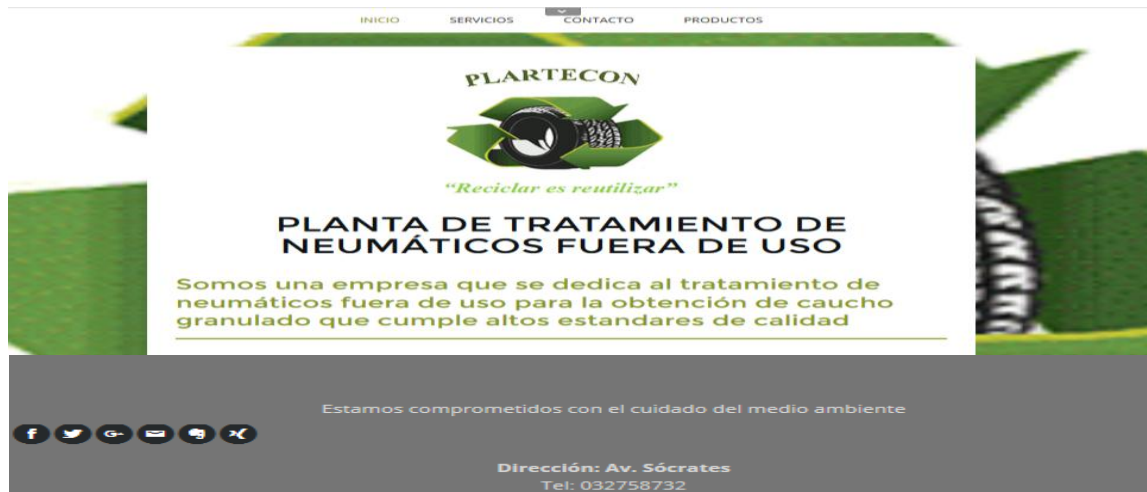 INICIO SERVICIOS CONTACTO PRODUCTOS
PLARTECON
“Reciclar es reutilizar”
PLANTA DE TRATAMIENTO DE
NEUMÁTICOS FUERA DE USO
Somos una empresa que se dedica al tratamiento de
neumáticos fuera de uso para la obtención de caucho
granulado que cumple altos estandares de calidad
Estamos comprometidos con el cuidado del medio ambiente
Dirección: Av. Sócrates
Tel: 032758732